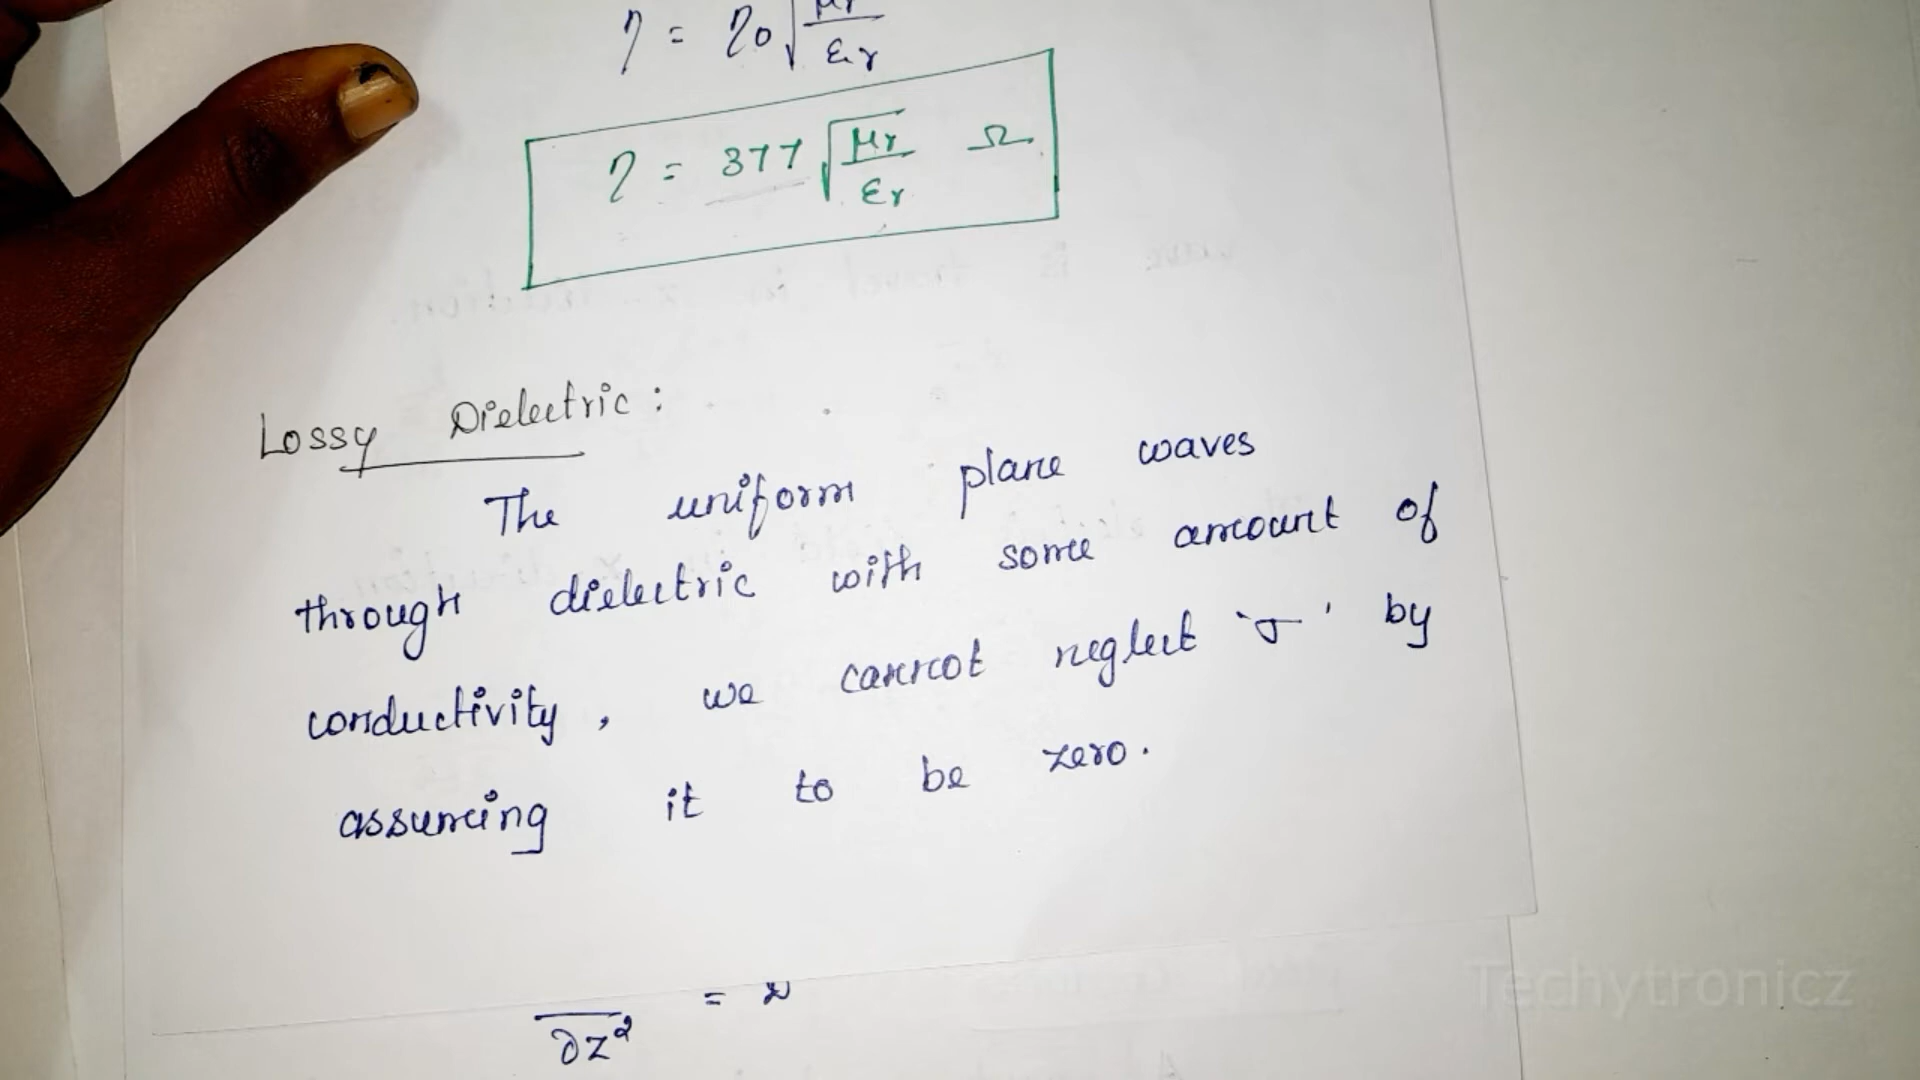 η = η0 √μr/εr
η = 377 √μr/εr Ω
Lossy Dielectric:
The uniform plane waves
through dielectric with some amount of
conductivity, we cannot neglect 'σ' by
assuming it to be zero.
∂z² =
Techytronicz